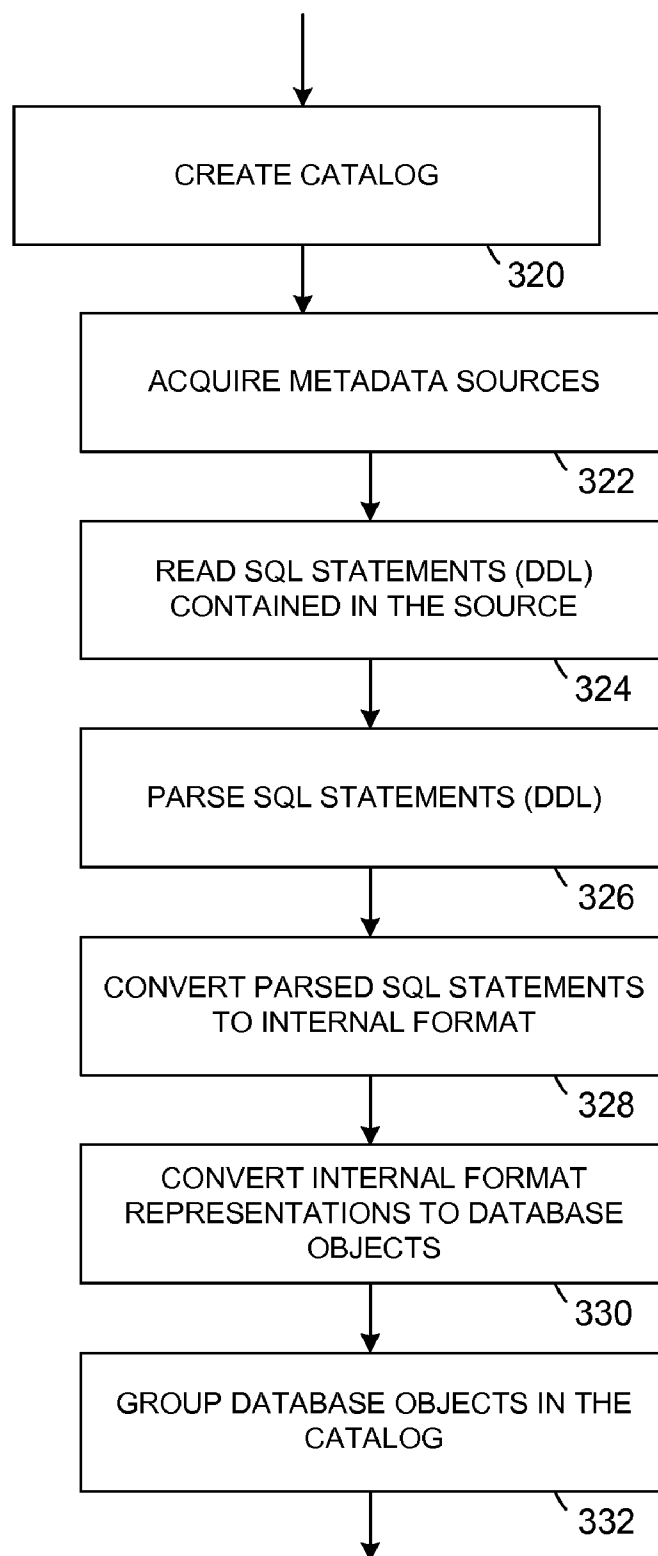 CREATE CATALOG
320
ACQUIRE METADATA SOURCES
322
READ SQL STATEMENTS (DDL)
CONTAINED IN THE SOURCE
324
PARSE SQL STATEMENTS (DDL)
326
CONVERT PARSED SQL STATEMENTS
TO INTERNAL FORMAT
328
CONVERT INTERNAL FORMAT
REPRESENTATIONS TO DATABASE
OBJECTS
330
GROUP DATABASE OBJECTS IN THE
CATALOG
332